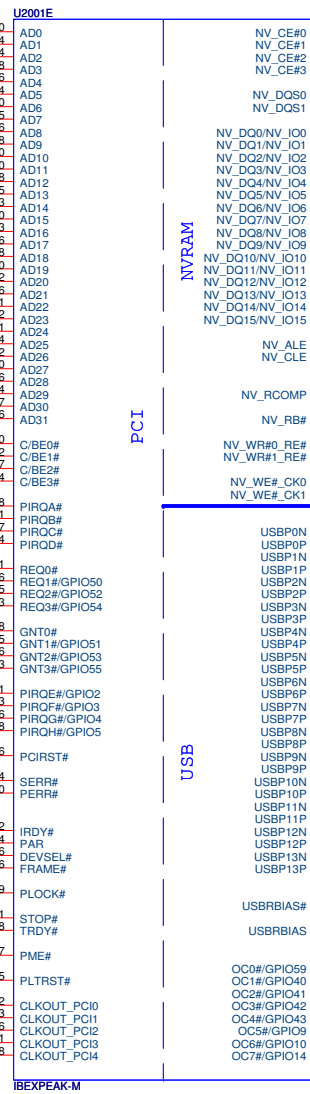 U2001E
AD0
AD1
AD2
AD3
AD4
AD5
AD6
AD7
AD8
AD9
AD10
AD11
AD12
AD13
AD14
AD15
AD16
AD17
AD18
AD19
AD20
AD21
AD22
AD23
AD24
AD25
AD26
AD27
AD28
AD29
AD30
AD31
C/BE0#
C/BE1#
C/BE2#
C/BE3#
PIRQA#
PIRQB#
PIRQC#
PIRQD#
REQ0#
REQ1#/GPIO50
REQ2#/GPIO52
REQ3#/GPIO54
GNT0#
GNT1#/GPIO51
GNT2#/GPIO53
GNT3#/GPIO55
PIRQE#/GPIO2
PIRQF#/GPIO3
PIRQG#/GPIO4
PIRQH#/GPIO5
PCIRST#
SERR#
PERR#
IRDY#
PAR
DEVSEL#
FRAME#
PLOCK#
STOP#
TRDY#
PME#
PLTRST#
CLKOUT_PCI0
CLKOUT_PCI1
CLKOUT_PCI2
CLKOUT_PCI3
CLKOUT_PCI4
PCI
NVRAM
USB
NV_CE#0
NV_CE#1
NV_CE#2
NV_CE#3
NV_DQS0
NV_DQS1
NV_DQ0/NV_IO0
NV_DQ1/NV_IO1
NV_DQ2/NV_IO2
NV_DQ3/NV_IO3
NV_DQ4/NV_IO4
NV_DQ5/NV_IO5
NV_DQ6/NV_IO6
NV_DQ7/NV_IO7
NV_DQ8/NV_IO8
NV_DQ9/NV_IO9
NV_DQ10/NV_IO10
NV_DQ11/NV_IO11
NV_DQ12/NV_IO12
NV_DQ13/NV_IO13
NV_DQ14/NV_IO14
NV_DQ15/NV_IO15
NV_ALE
NV_CLE
NV_RCOMP
NV_RB#
NV_WR#0_RE#
NV_WR#1_RE#
NV_WE#_CK0
NV_WE#_CK1
USBP0N
USBP0P
USBP1N
USBP1P
USBP2N
USBP2P
USBP3N
USBP3P
USBP4N
USBP4P
USBP5N
USBP5P
USBP6N
USBP6P
USBP7N
USBP7P
USBP8N
USBP8P
USBP9N
USBP9P
USBP10N
USBP10P
USBP11N
USBP11P
USBP12N
USBP12P
USBP13N
USBP13P
USBRBIAS#
USBRBIAS
OC0#/GPIO59
OC1#/GPIO40
OC2#/GPIO41
OC3#/GPIO42
OC4#/GPIO43
OC5#/GPIO9
OC6#/GPIO10
OC7#/GPIO14
IBEXPEAK-M